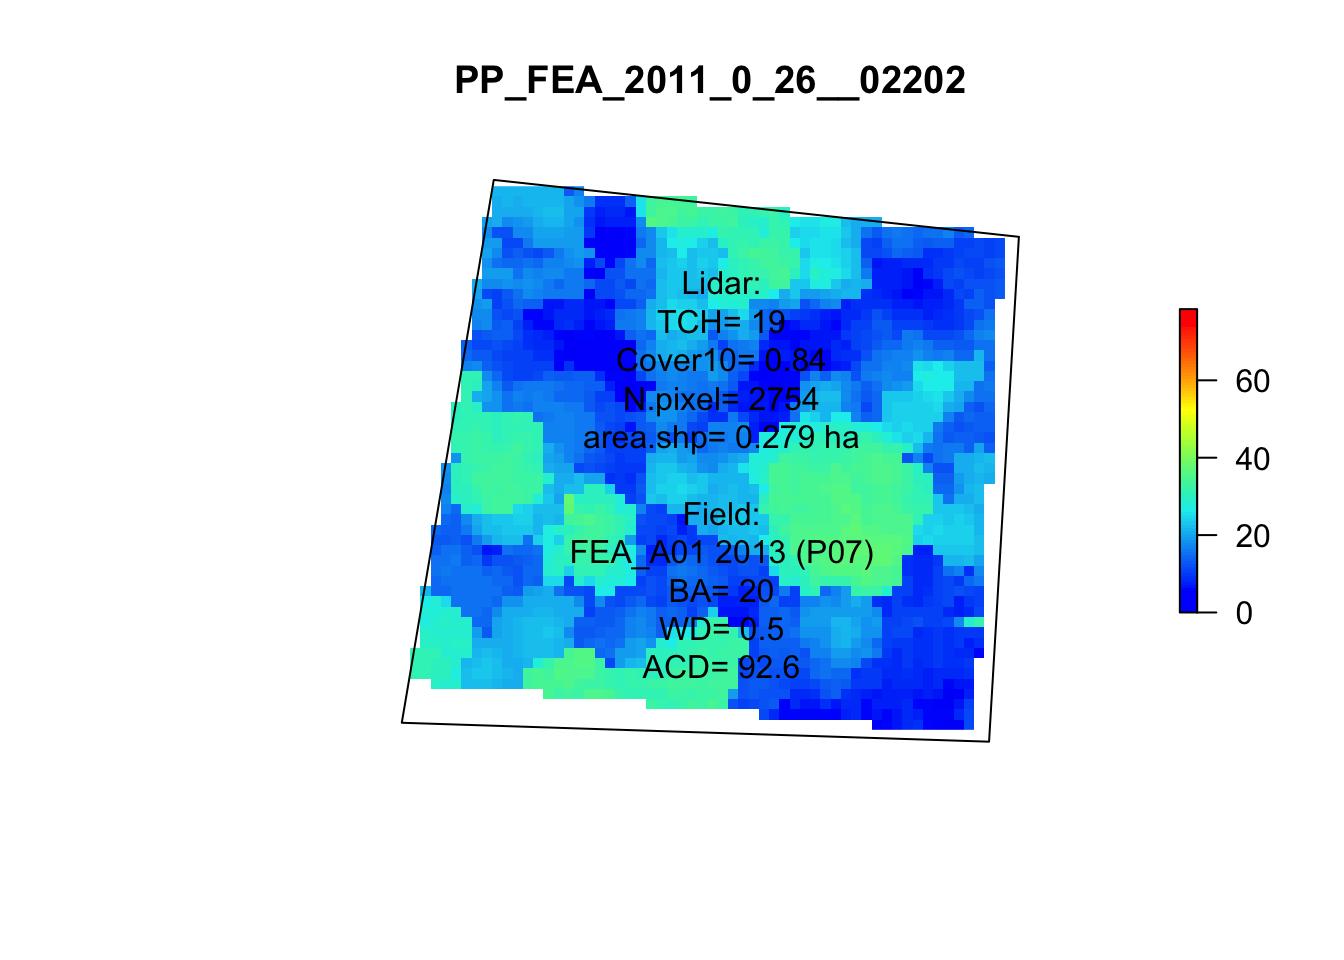 PP_FEA_2011_0_26__02202
Lidar:
TCH= 19
Cover10= 0.84
N.pixel= 2754
area.shp= 0.279 ha
Field:
FEA_A01 2013 (P07)
BA= 20
WD= 0.5
ACD= 92.6
60
40
20
0